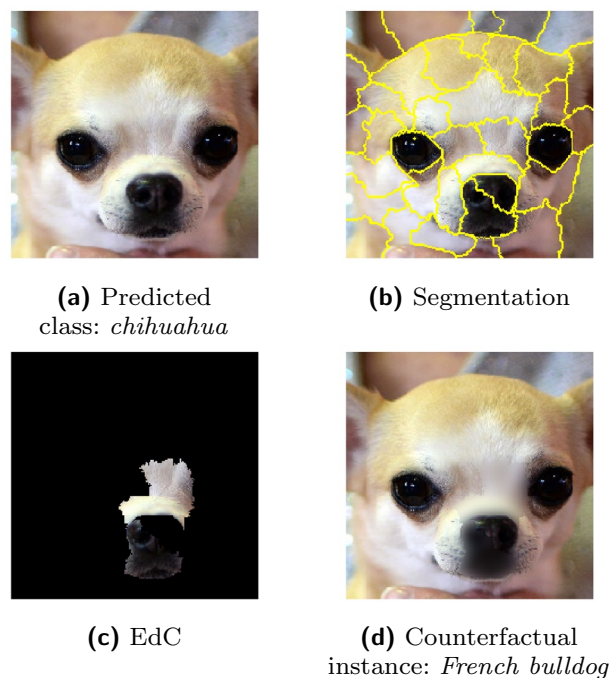 (a) Predicted
class: chihuahua
(b) Segmentation
(c) EdC
(d) Counterfactual
instance: French bulldog